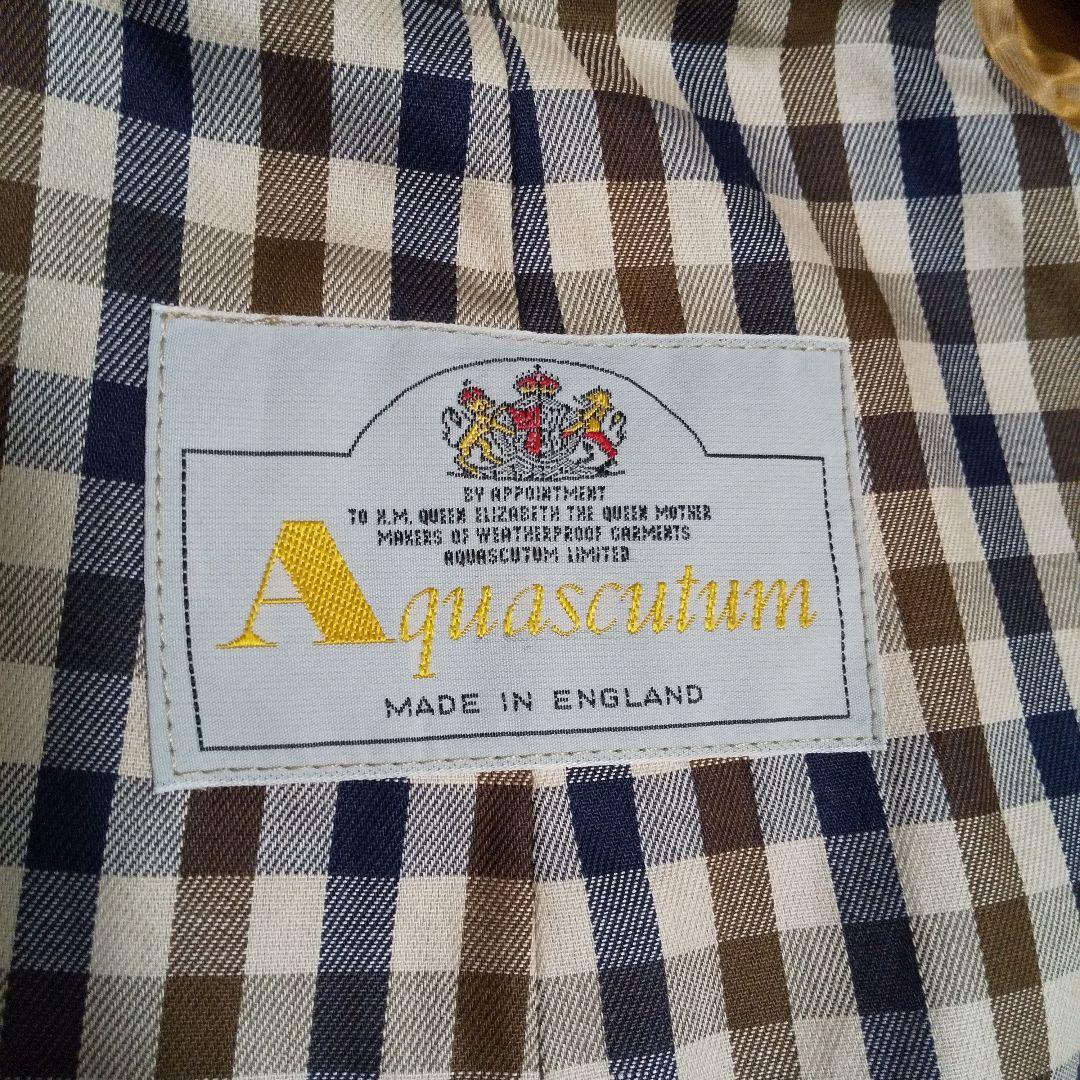 BY APPOINTMENT
TO H.M. QUEEN ELIZABETH THE QUEEN MOTHER
MAKERS OF WEATHERPROOF GARMENTS
AQUASCUTUM LIMITED
Aquascutum
MADE IN ENGLAND